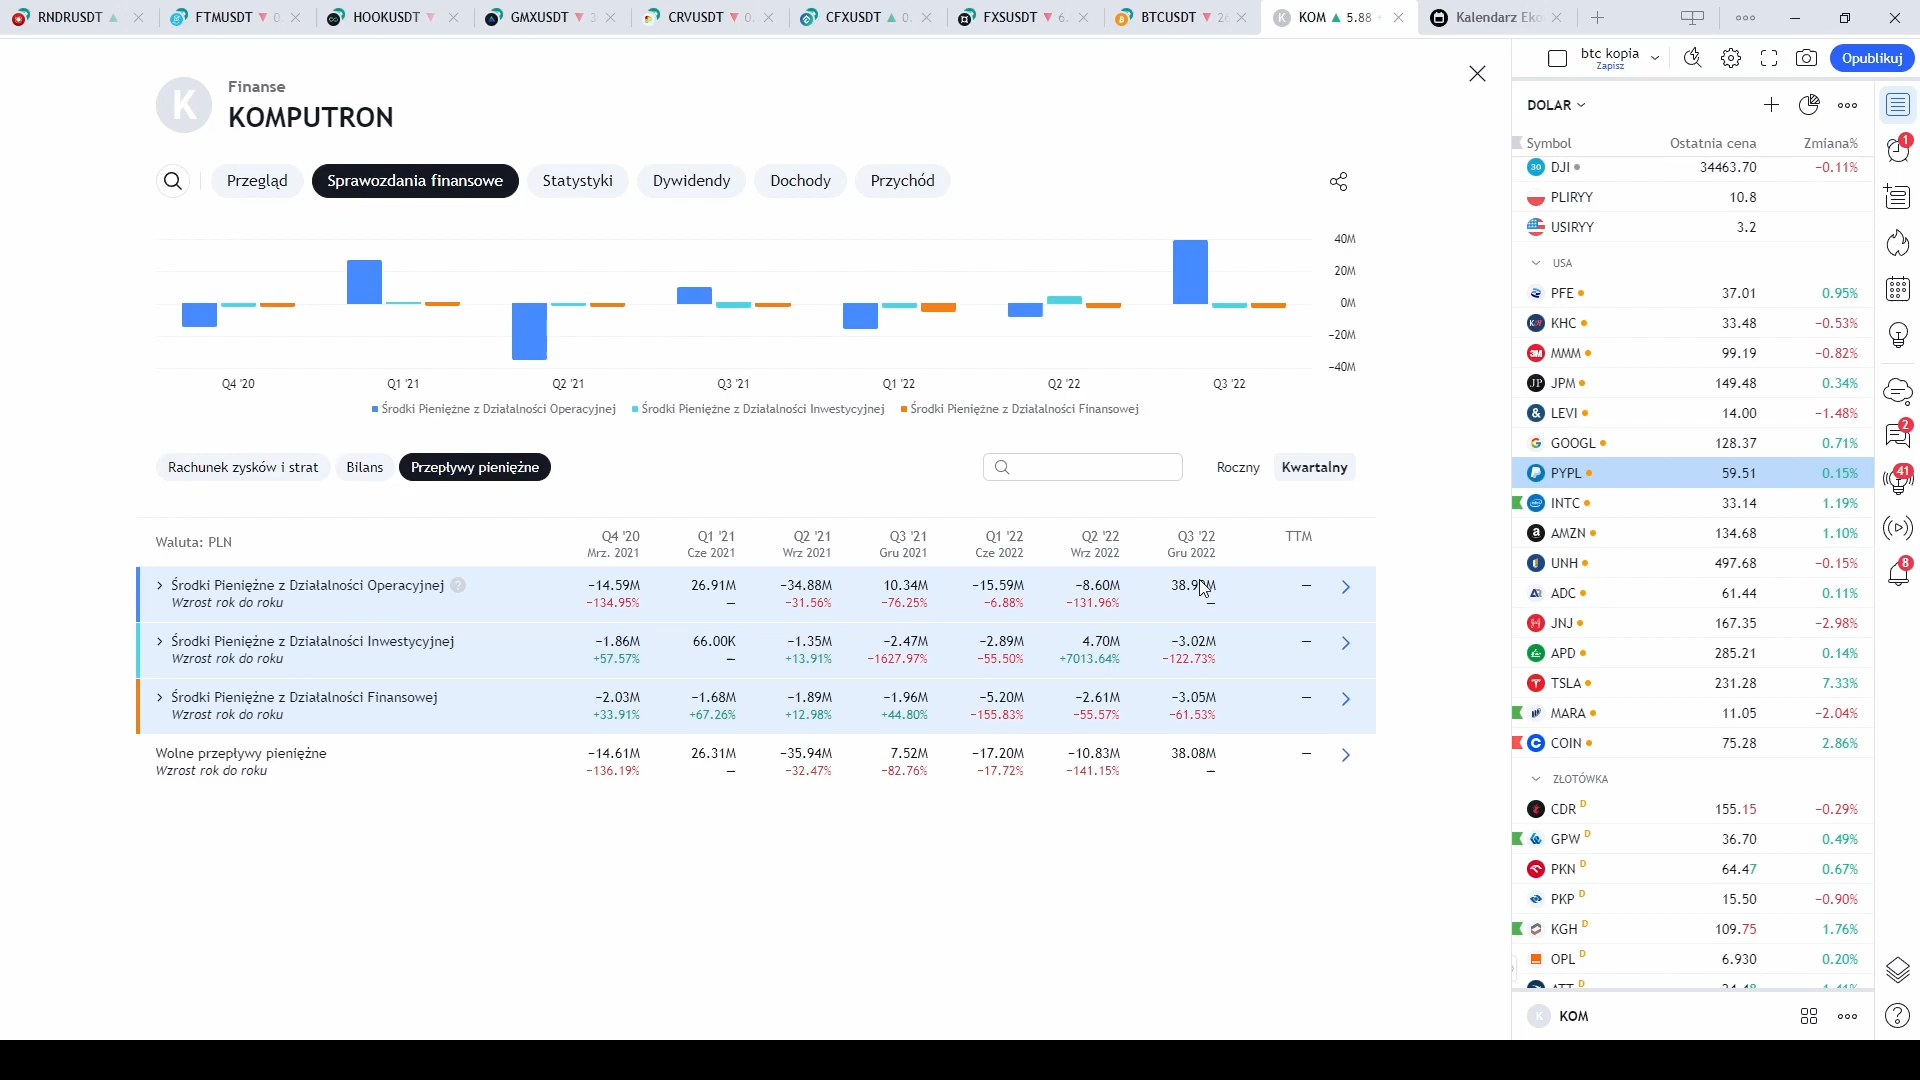 RNDRUSDT
FTMUSDT
HOOKUSDT
GMXUSDT
CRVUSDT
CFXUSDT
FXSUSDT
BTCUSDT
KOM ▲ 5.88
Kalendarz Eko
Finanse
KOMPUTRON
K
Przegląd Sprawozdania finansowe Statystyki Dywidendy Dochody Przychód
40M
20M
0M
−20M
−40M
Q4 '20 Q1 '21 Q2 '21 Q3 '21 Q1 '22 Q2 '22 Q3 '22
Środki Pieniężne z Działalności Operacyjnej Środki Pieniężne z Działalności Inwestycyjnej Środki Pieniężne z Działalności Finansowej
Rachunek zysków i strat Bilans Przepływy pieniężne Roczny Kwartalny
Waluta: PLN
Q4 '20 Q1 '21 Q2 '21 Q3 '21 Q1 '22 Q2 '22 Q3 '22 TTM
Mrz. 2021 Cze 2021 Wrz 2021 Gru 2021 Cze 2022 Wrz 2022 Gru 2022
Środki Pieniężne z Działalności Operacyjnej ? −14.59M 26.91M −34.88M 10.34M −15.59M −8.60M —
Wzrost rok do roku −134.95% — −31.56% −76.25% −6.88% −131.96% —
Środki Pieniężne z Działalności Inwestycyjnej −1.86M 66.00K −1.35M −2.47M −2.89M 4.70M −3.02M —
Wzrost rok do roku +57.57% — +13.91% −1627.97% −55.50% +7013.64% −122.73%
Środki Pieniężne z Działalności Finansowej −2.03M −1.68M −1.89M −1.96M −5.20M −2.61M −3.05M —
Wzrost rok do roku +33.91% +67.26% +12.98% +44.80% −155.83% −55.57% −61.53%
Wolne przepływy pieniężne −14.61M 26.31M −35.94M 7.52M −17.20M −10.83M 38.08M —
Wzrost rok do roku −136.19% — −32.47% −82.76% −17.72% −141.15% —
btc kopia
Zapisz
Opublikuj
DOLAR
Symbol Ostatnia cena Zmiana%
DJI 34463.70 −0.11%
PLIRYY 10.8
USIRYY 3.2
USA
PFE 37.01 0.95%
KHC 33.48 −0.53%
MMM 99.19 −0.82%
JPM 149.48 0.34%
LEVI 14.00 −1.48%
GOOGL 128.37 0.71%
PYPL 59.51 0.15%
INTC 33.14 1.19%
AMZN 134.68 1.10%
UNH 497.68 −0.15%
ADC 61.44 0.11%
JNJ 167.35 −2.98%
APD 285.21 0.14%
TSLA 231.28 7.33%
MARA 11.05 −2.04%
COIN 75.28 2.86%
ZŁOTÓWKA
CDR D 155.15 −0.29%
GPW D 36.70 0.49%
PKN D 64.47 0.67%
PKP D 15.50 −0.90%
KGH D 109.75 1.76%
OPL D 6.930 0.20%
K KOM
1
2
41
8